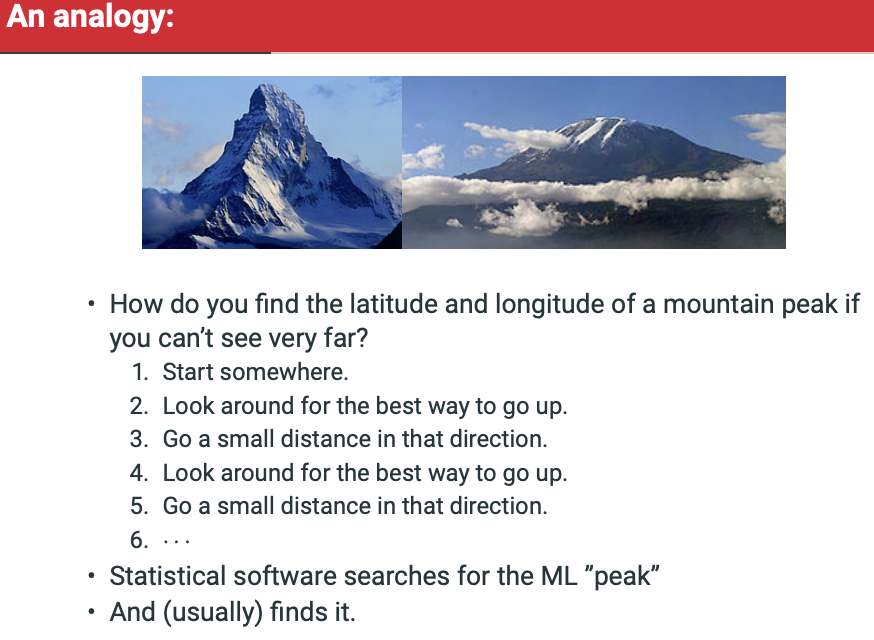 An analogy:
• How do you find the latitude and longitude of a mountain peak if
you can’t see very far?
1. Start somewhere.
2. Look around for the best way to go up.
3. Go a small distance in that direction.
4. Look around for the best way to go up.
5. Go a small distance in that direction.
6. · · ·
• Statistical software searches for the ML ”peak”
• And (usually) finds it.